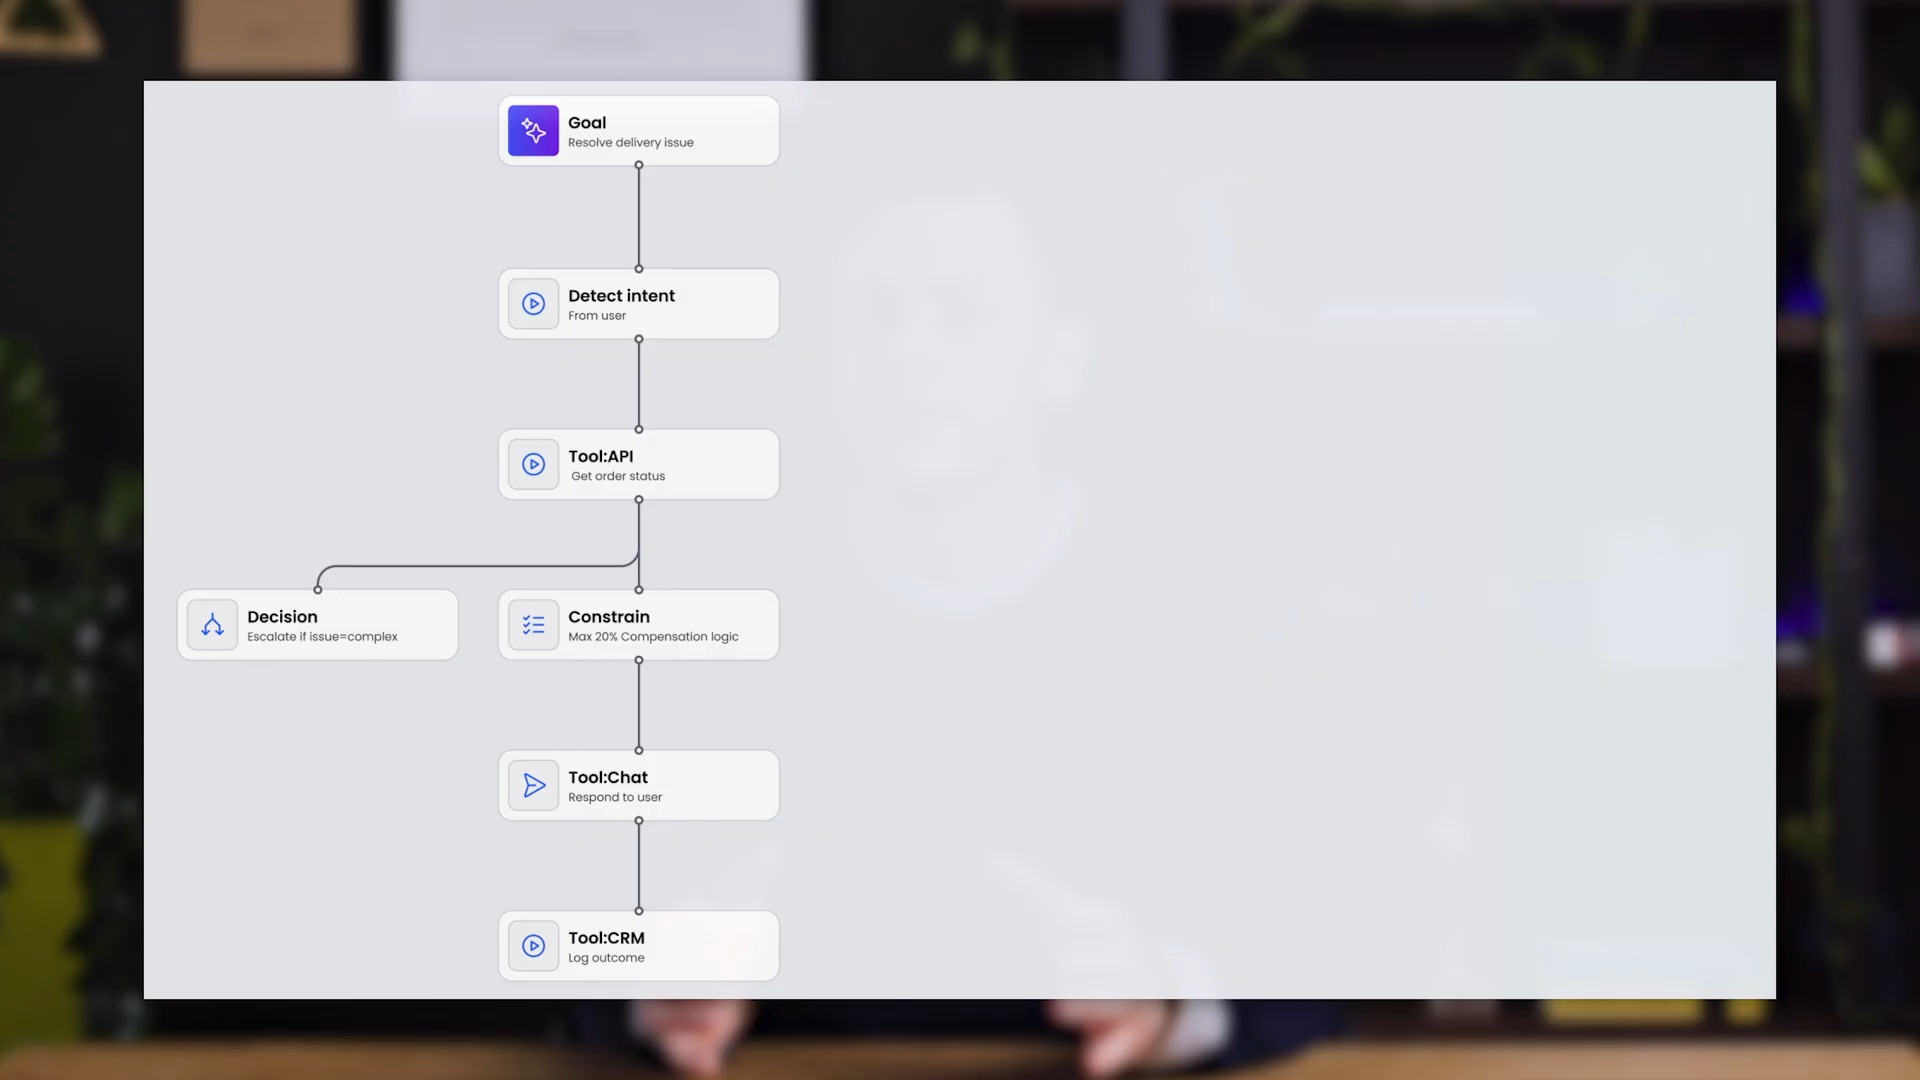 Goal
Resolve delivery issue
Detect intent
From user
Tool:API
Get order status
Decision
Escalate if issue=complex
Constrain
Max 20% Compensation logic
Tool:Chat
Respond to user
Tool:CRM
Log outcome